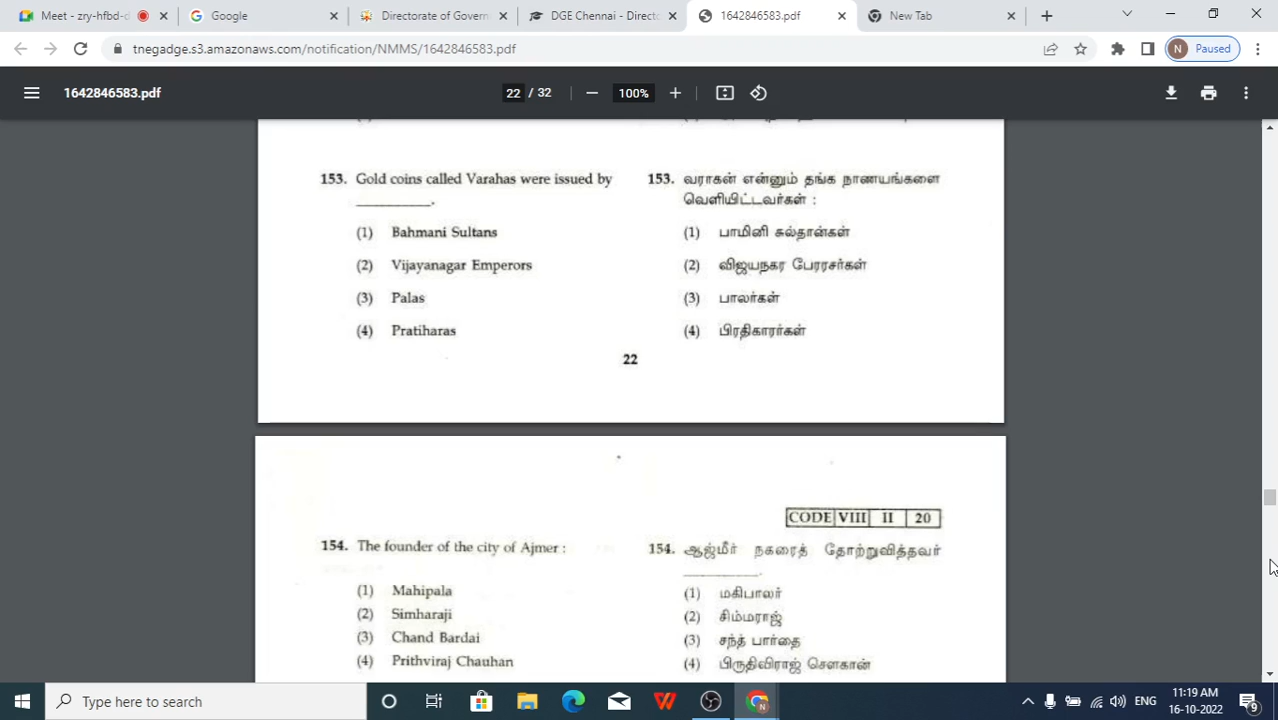 Meet - zry-hfbd-d
Google
Directorate of Governm
DGE Chennai - Directo
1642846583.pdf
New Tab
tnegadge.s3.amazonaws.com/notification/NMMS/1642846583.pdf
N Paused
1642846583.pdf
22 / 32
100%
153. Gold coins called Varahas were issued by
__________.
(1) Bahmani Sultans
(2) Vijayanagar Emperors
(3) Palas
(4) Pratiharas
153. வராகன் என்னும் தங்க நாணயங்களை
வெளியிட்டவர்கள் :
(1) பாமினி சுல்தான்கள்
(2) விஜயநகர பேரரசர்கள்
(3) பாலர்கள்
(4) பிரதிகாரர்கள்
22
CODE VIII II 20
154. The founder of the city of Ajmer :
(1) Mahipala
(2) Simharaji
(3) Chand Bardai
(4) Prithviraj Chauhan
154. ஆஜ்மீர் நகரைத் தோற்றுவித்தவர்
__________.
(1) மகிபாலர்
(2) சிம்மராஜ்
(3) சந்த் பார்தை
(4) பிருதிவிராஜ் சௌகான்
Type here to search
N
ENG
11:19 AM
16-10-2022
9